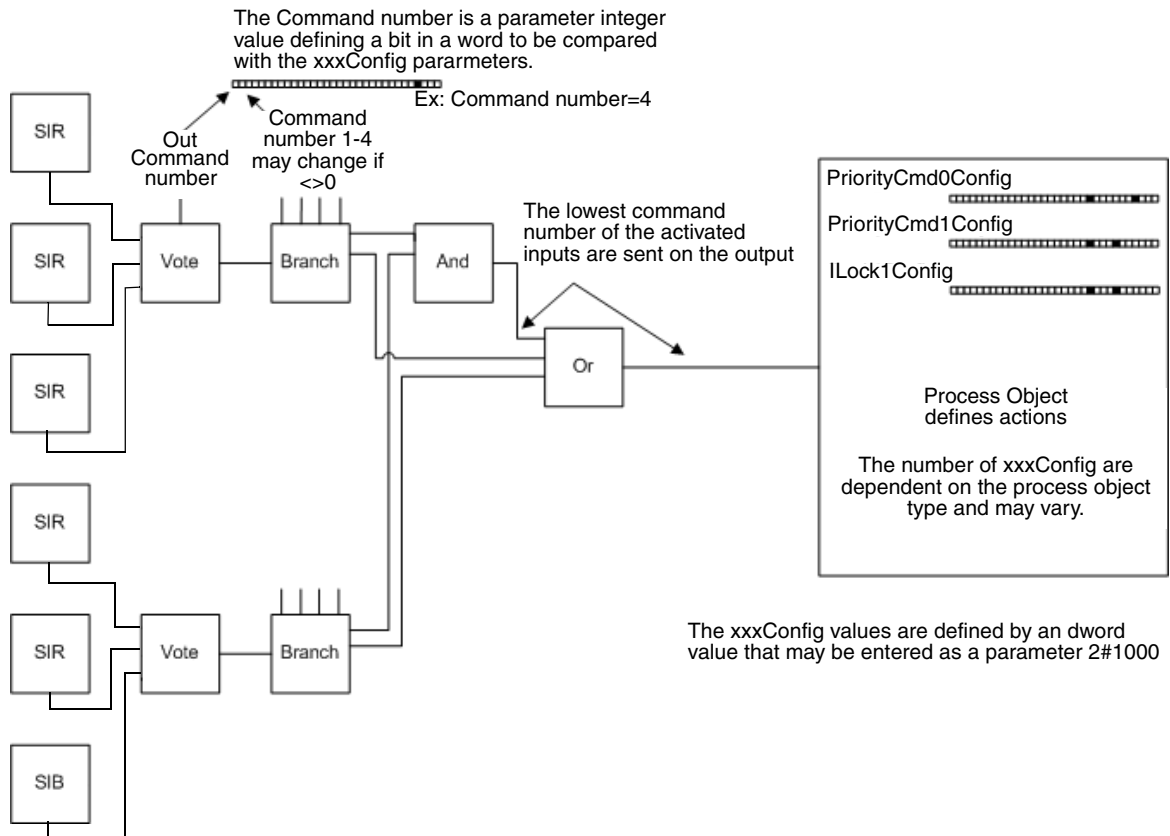 The Command number is a parameter integer
value defining a bit in a word to be compared
with the xxxConfig pararmeters.
Ex: Command number=4
SIR
Out
Command
number
Command
number 1-4
may change if
<>0
PriorityCmd0Config
PriorityCmd1Config
ILock1Config
The lowest command
number of the activated
inputs are sent on the output
SIR
Vote
Branch
And
Or
SIR
Process Object
defines actions
The number of xxxConfig are
dependent on the process object
type and may vary.
SIR
SIR
Vote
Branch
The xxxConfig values are defined by an dword
value that may be entered as a parameter 2#1000
SIB